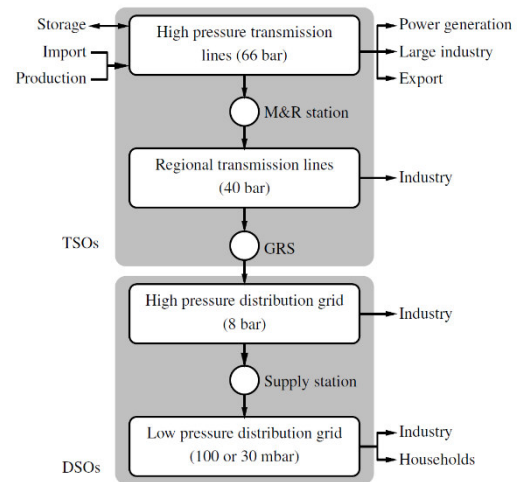 Storage
Import
Production
High pressure transmission
lines (66 bar)
Power generation
Large industry
Export
M&R station
Regional transmission lines
(40 bar)
Industry
TSOs
GRS
High pressure distribution grid
(8 bar)
Industry
Supply station
Low pressure distribution grid
(100 or 30 mbar)
Industry
Households
DSOs